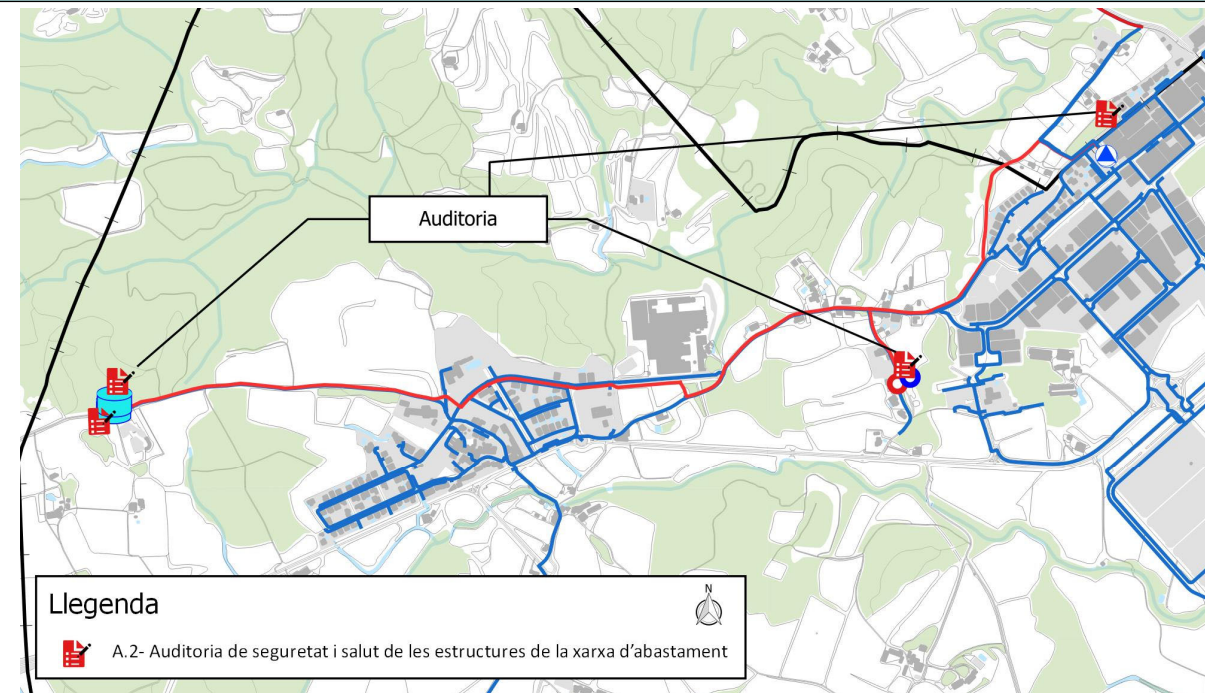 Auditoria
Llegenda
N
A.2- Auditoria de seguretat i salut de les estructures de la xarxa d'abastament